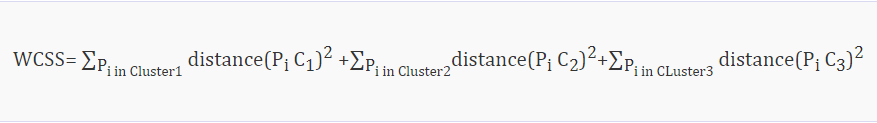 WCSS= ∑P_i in Cluster1 distance(P_i C_1)^2 +∑P_i in Cluster2 distance(P_i C_2)^2+∑P_i in CLuster3 distance(P_i C_3)^2